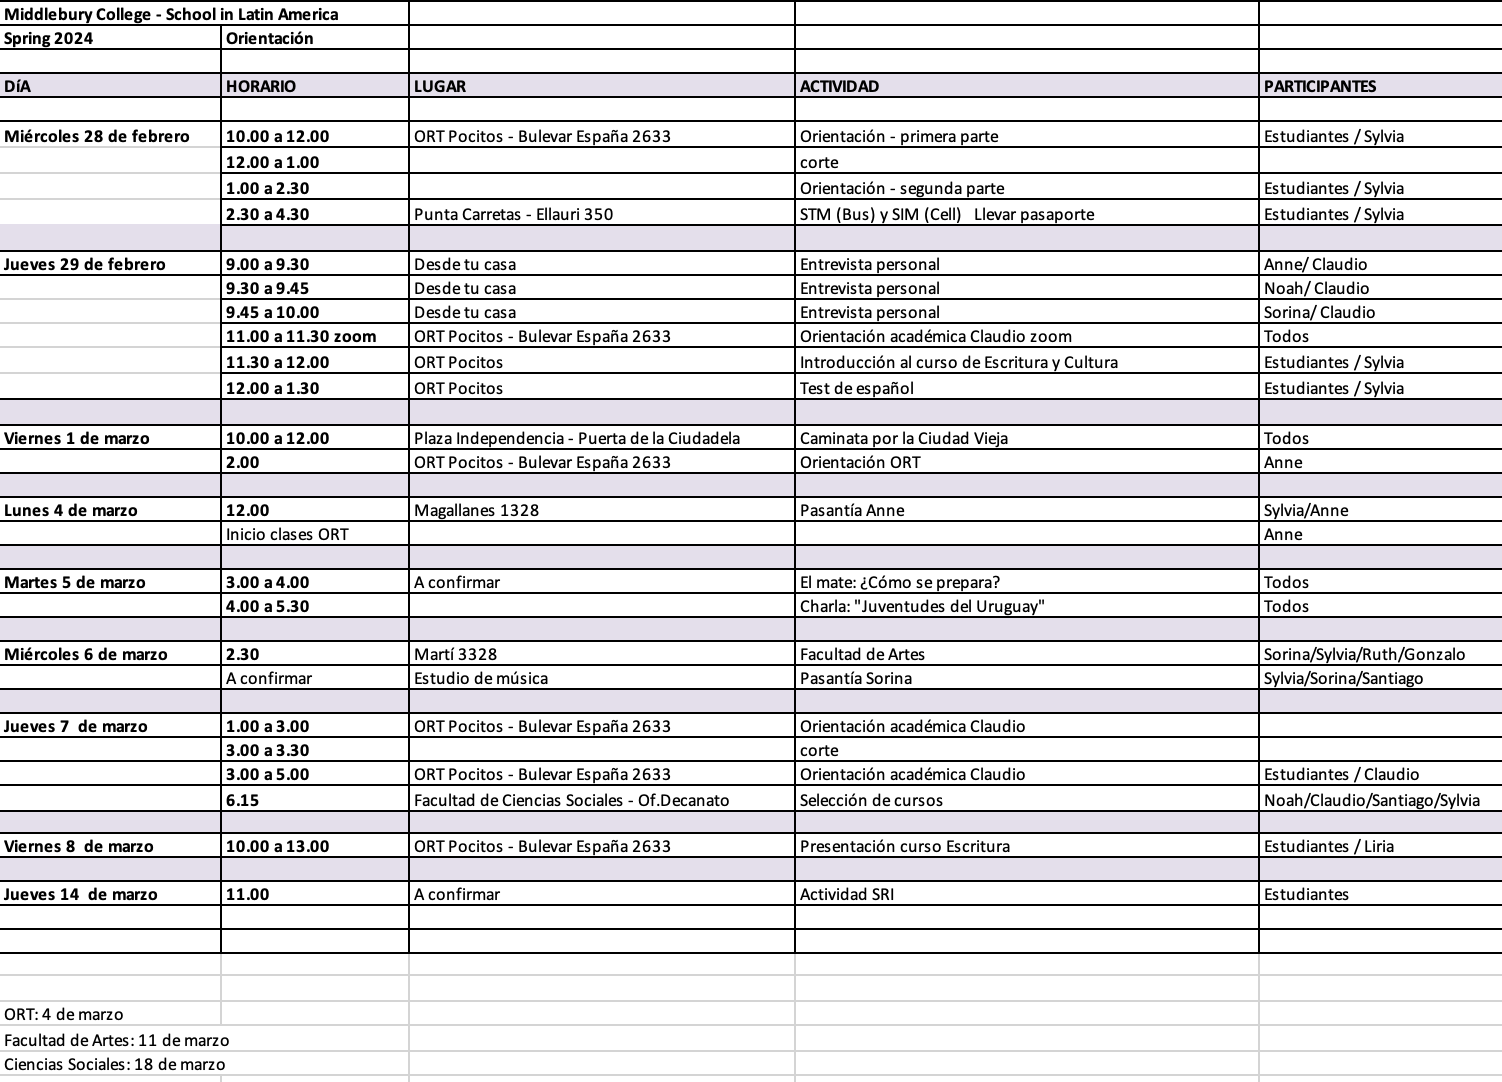 Middlebury College - School in Latin America
Spring 2024 Orientación
DíA HORARIO LUGAR ACTIVIDAD PARTICIPANTES
Miércoles 28 de febrero 10.00 a 12.00 ORT Pocitos - Bulevar España 2633 Orientación - primera parte Estudiantes / Sylvia
12.00 a 1.00 corte
1.00 a 2.30 Orientación - segunda parte Estudiantes / Sylvia
2.30 a 4.30 Punta Carretas - Ellauri 350 STM (Bus) y SIM (Cell) Llevar pasaporte Estudiantes / Sylvia
Jueves 29 de febrero 9.00 a 9.30 Desde tu casa Entrevista personal Anne/ Claudio
9.30 a 9.45 Desde tu casa Entrevista personal Noah/ Claudio
9.45 a 10.00 Desde tu casa Entrevista personal Sorina/ Claudio
11.00 a 11.30 zoom ORT Pocitos - Bulevar España 2633 Orientación académica Claudio zoom Todos
11.30 a 12.00 ORT Pocitos Introducción al curso de Escritura y Cultura Estudiantes / Sylvia
12.00 a 1.30 ORT Pocitos Test de español Estudiantes / Sylvia
Viernes 1 de marzo 10.00 a 12.00 Plaza Independencia - Puerta de la Ciudadela Caminata por la Ciudad Vieja Todos
2.00 ORT Pocitos - Bulevar España 2633 Orientación ORT Anne
Lunes 4 de marzo 12.00 Magallanes 1328 Pasantía Anne Sylvia/Anne
Inicio clases ORT Anne
Martes 5 de marzo 3.00 a 4.00 A confirmar El mate: ¿Cómo se prepara? Todos
4.00 a 5.30 Charla: "Juventudes del Uruguay" Todos
Miércoles 6 de marzo 2.30 Martí 3328 Facultad de Artes Sorina/Sylvia/Ruth/Gonzalo
A confirmar Estudio de música Pasantía Sorina Sylvia/Sorina/Santiago
Jueves 7 de marzo 1.00 a 3.00 ORT Pocitos - Bulevar España 2633 Orientación académica Claudio
3.00 a 3.30 corte
3.00 a 5.00 ORT Pocitos - Bulevar España 2633 Orientación académica Claudio Estudiantes / Claudio
6.15 Facultad de Ciencias Sociales - Of.Decanato Selección de cursos Noah/Claudio/Santiago/Sylvia
Viernes 8 de marzo 10.00 a 13.00 ORT Pocitos - Bulevar España 2633 Presentación curso Escritura Estudiantes / Liria
Jueves 14 de marzo 11.00 A confirmar Actividad SRI Estudiantes
ORT: 4 de marzo
Facultad de Artes: 11 de marzo
Ciencias Sociales: 18 de marzo